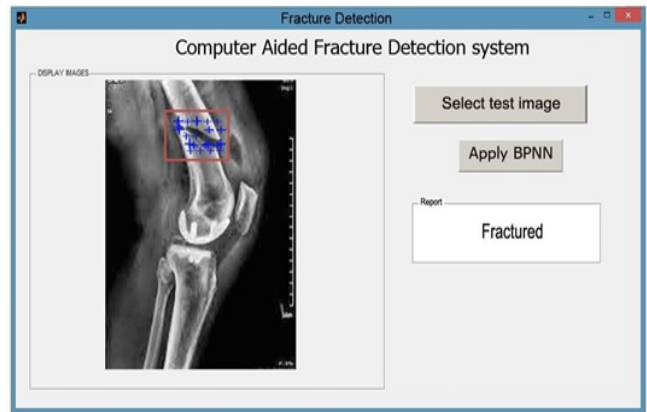 Fracture Detection
Computer Aided Fracture Detection system
DISPLAY IMAGES
Select test image
Apply BPNN
Report
Fractured